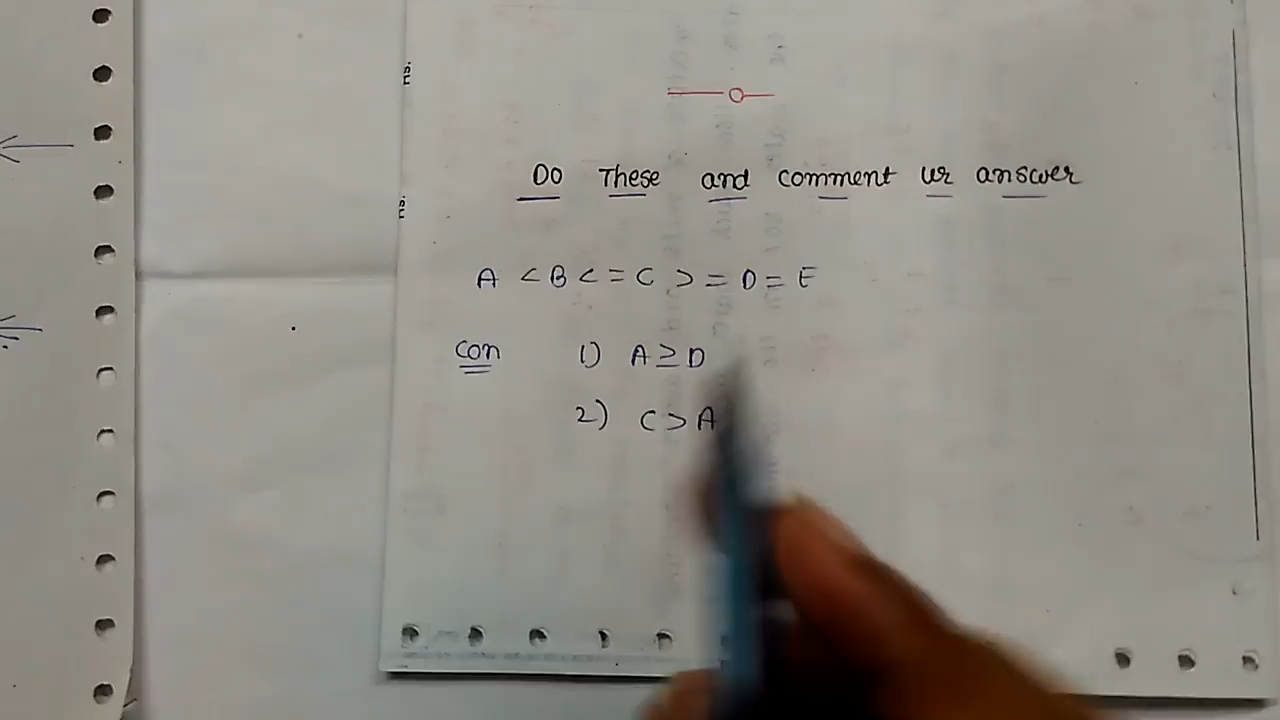 Do These and comment ur answer
A < B < = C > = D = E
Con 1) A ≥ D
2) C > A